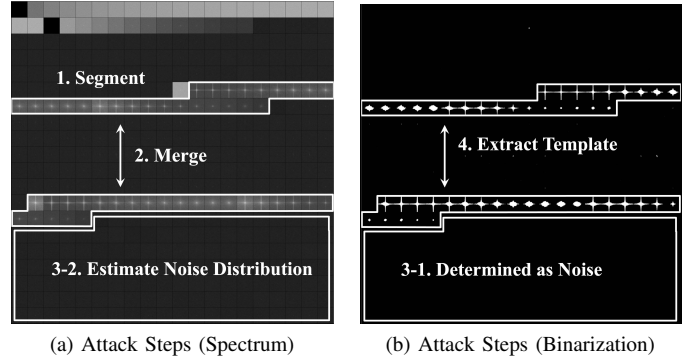 1. Segment
2. Merge
3-2. Estimate Noise Distribution
4. Extract Template
3-1. Determined as Noise
(a) Attack Steps (Spectrum)
(b) Attack Steps (Binarization)